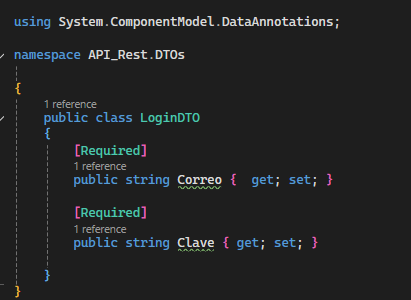 using System.ComponentModel.DataAnnotations;
namespace API_Rest.DTOs
{
1 reference
public class LoginDTO
{
[Required]
1 reference
public string Correo {  get; set; }
[Required]
1 reference
public string Clave { get; set; }
}
}